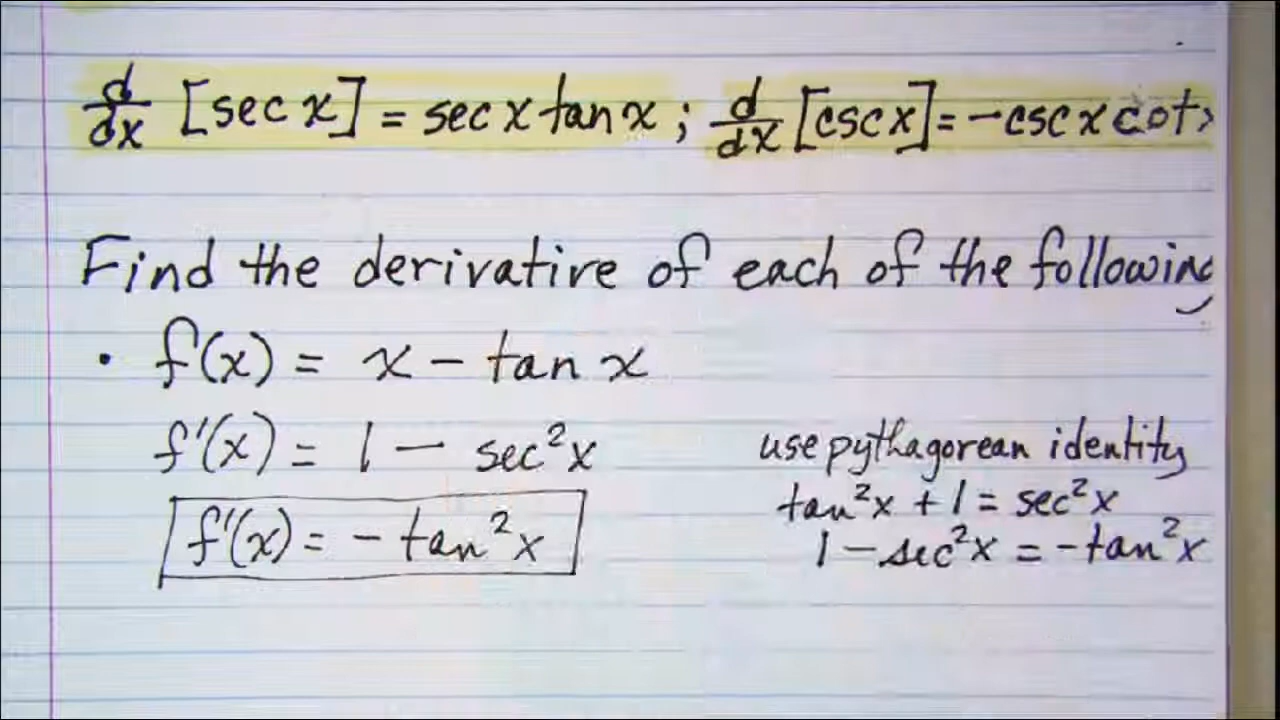 d/dx [sec x] = sec x tan x ; d/dx [csc x] = -csc x cot x
Find the derivative of each of the following
• f(x) = x - tan x
f'(x) = 1 - sec²x
use pythagorean identity
tan²x + 1 = sec²x
f'(x) = - tan²x
1 - sec²x = -tan²x